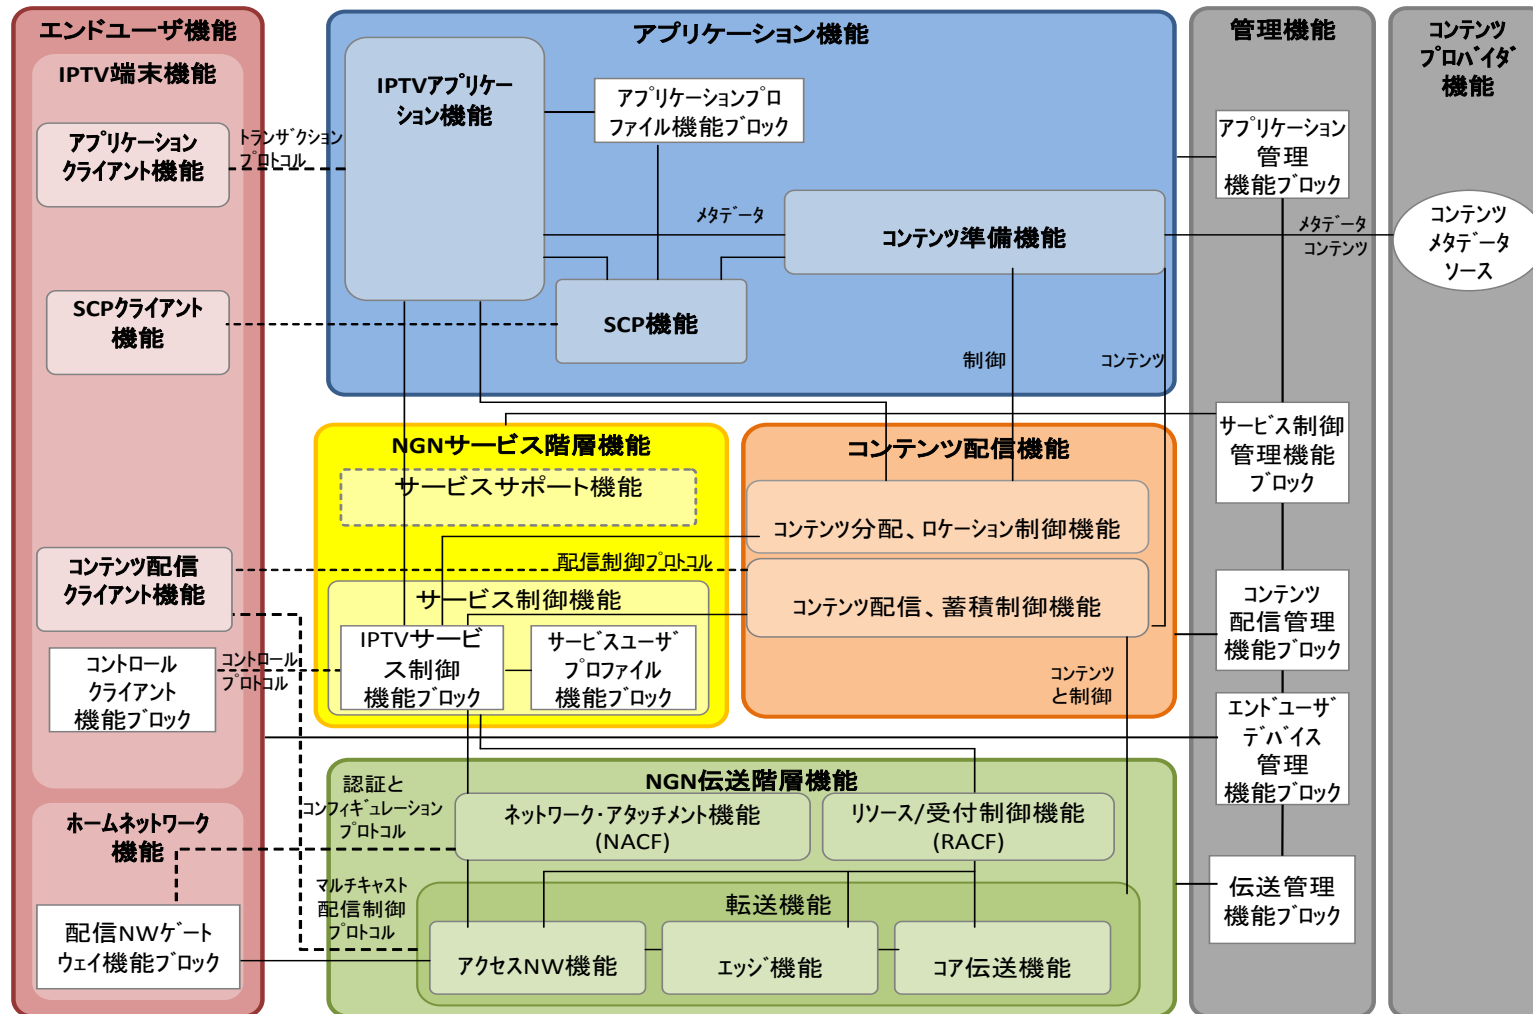 エンドユーザ機能
IPTV端末機能
アプリケーション
クライアント機能
SCPクライアント
機能
コンテンツ配信
クライアント機能
コントロール
クライアント
機能ブロック
ホームネットワーク
機能
配信NWゲート
ウェイ機能ブロック
トランザクション
プロトコル
コントロール
プロトコル
認証と
コンフィギュレーション
プロトコル
マルチキャスト
配信制御
プロトコル
アプリケーション機能
IPTVアプリケー
ション機能
アプリケーションプロ
ファイル機能ブロック
メタデータ
コンテンツ準備機能
SCP機能
制御
コンテンツ
NGNサービス階層機能
サービスサポート機能
配信制御プロトコル
サービス制御機能
IPTVサービ
ス制御
機能ブロック
サービスユーザ
プロファイル
機能ブロック
コンテンツ配信機能
コンテンツ分配、ロケーション制御機能
コンテンツ配信、蓄積制御機能
コンテンツ
と制御
NGN伝送階層機能
ネットワーク・アタッチメント機能
(NACF)
リソース/受付制御機能
(RACF)
転送機能
アクセスNW機能
エッジ機能
コア伝送機能
管理機能
アプリケーション
管理
機能ブロック
メタデータ
コンテンツ
サービス制御
管理機能
ブロック
コンテンツ
配信管理
機能ブロック
エンドユーザ
デバイス
管理
機能ブロック
伝送管理
機能ブロック
コンテンツ
プロバイダ
機能
コンテンツ
メタデータ
ソース